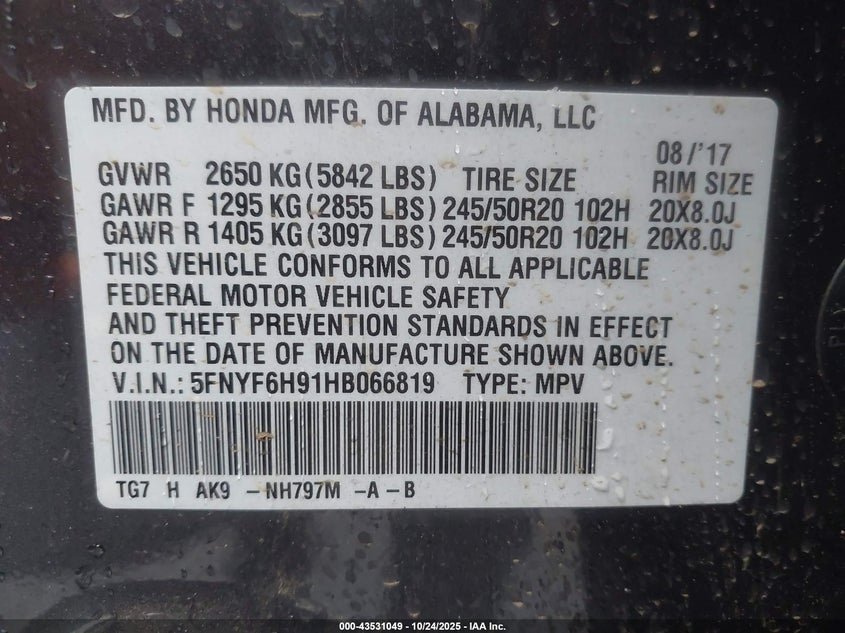 MFD. BY HONDA MFG. OF ALABAMA, LLC
08/'17
GVWR 2650 KG (5842 LBS) TIRE SIZE RIM SIZE
GAWR F 1295 KG (2855 LBS) 245/50R20 102H 20X8.0J
GAWR R 1405 KG (3097 LBS) 245/50R20 102H 20X8.0J
THIS VEHICLE CONFORMS TO ALL APPLICABLE
FEDERAL MOTOR VEHICLE SAFETY
AND THEFT PREVENTION STANDARDS IN EFFECT
ON THE DATE OF MANUFACTURE SHOWN ABOVE.
V.I.N.: 5FNYF6H91HB066819 TYPE: MPV
TG7 H AK9 -NH797M -A -B
000-43531049 - 10/24/2025 - IAA Inc.